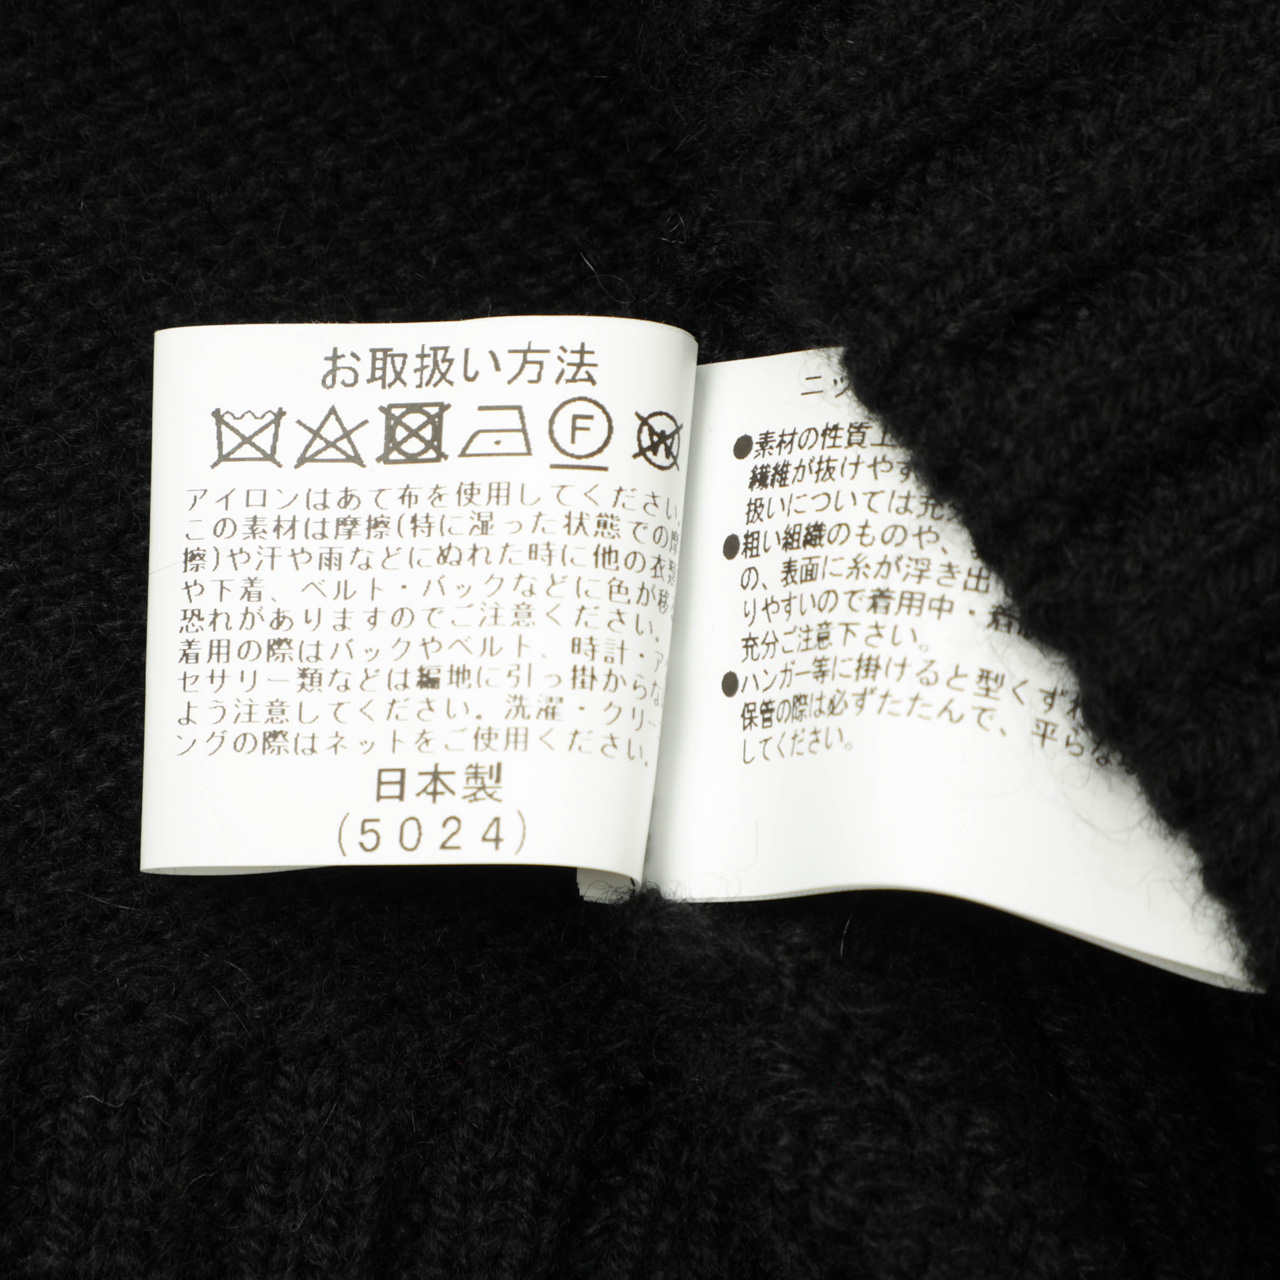 お取扱い方法
F W
アイロンはあて布を使用してください。
この素材は摩擦(特に湿った状態での摩
擦)や汗や雨などにぬれた時に他の衣類
や下着、ベルト・バックなどに色が移る
恐れがありますのでご注意ください。
着用の際はバックやベルト、時計・ア
セサリー類などは編地に引っ掛からな
よう注意してください。洗濯・クリー
ングの際はネットをご使用ください。
日本製
(5024)
ニッ
●素材の性質上
繊維が抜けやす
扱いについては充
●粗い組織のものや、
の、表面に糸が浮き出
りやすいので着用中・着
充分ご注意下さい。
●ハンガー等に掛けると型くずれ
保管の際は必ずたたんで、平らな
してください。